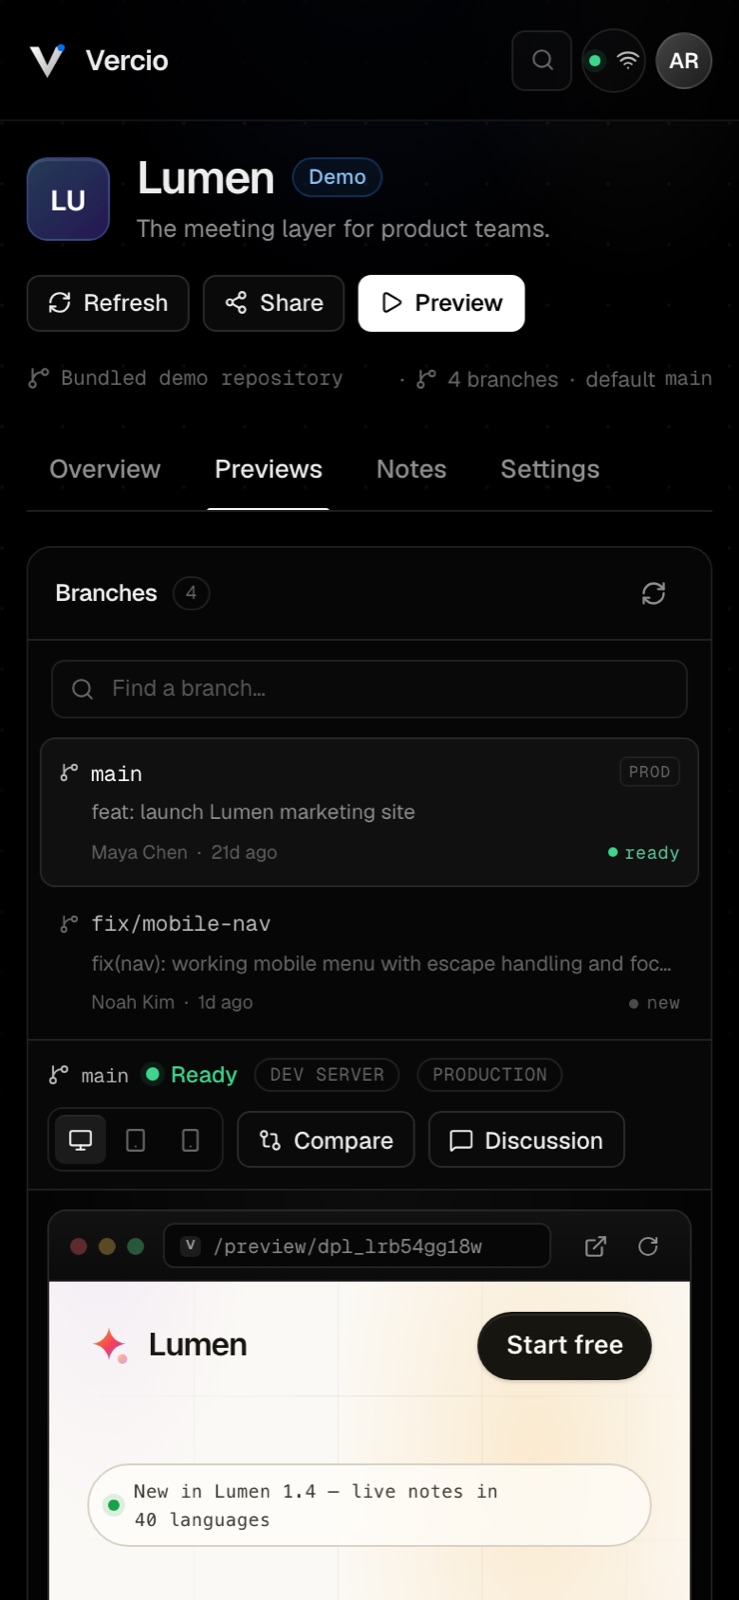 Vercio
AR
LU
Lumen Demo
The meeting layer for product teams.
Refresh Share Preview
Bundled demo repository · 4 branches · default main
Overview Previews Notes Settings
Branches 4
Find a branch…
main PROD
feat: launch Lumen marketing site
Maya Chen · 21d ago ready
fix/mobile-nav
fix(nav): working mobile menu with escape handling and foc…
Noah Kim · 1d ago new
main Ready DEV SERVER PRODUCTION
Compare Discussion
V /preview/dpl_lrb54gg18w
Lumen Start free
New in Lumen 1.4 — live notes in
40 languages